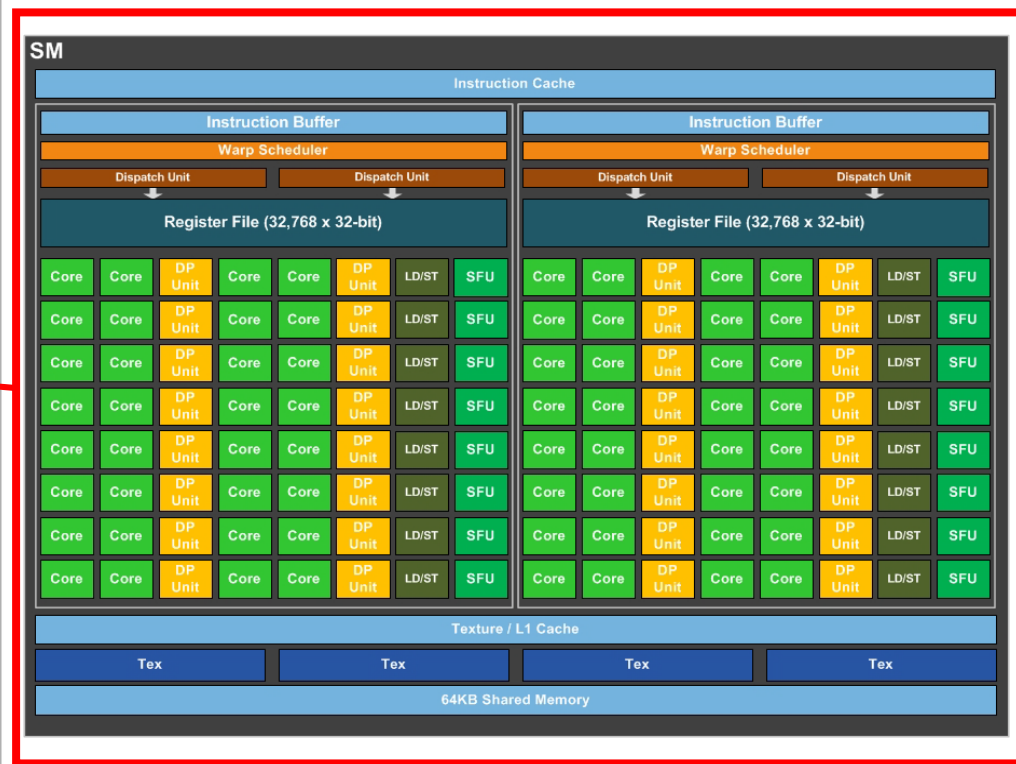 SM
Instruction Cache
Instruction Buffer Instruction Buffer
Warp Scheduler Warp Scheduler
Dispatch Unit Dispatch Unit Dispatch Unit Dispatch Unit
Register File (32,768 x 32-bit) Register File (32,768 x 32-bit)
Core Core DP Unit Core Core DP Unit LD/ST SFU Core Core DP Unit Core Core DP Unit LD/ST SFU
Core Core DP Unit Core Core DP Unit LD/ST SFU Core Core DP Unit Core Core DP Unit LD/ST SFU
Core Core DP Unit Core Core DP Unit LD/ST SFU Core Core DP Unit Core Core DP Unit LD/ST SFU
Core Core DP Unit Core Core DP Unit LD/ST SFU Core Core DP Unit Core Core DP Unit LD/ST SFU
Core Core DP Unit Core Core DP Unit LD/ST SFU Core Core DP Unit Core Core DP Unit LD/ST SFU
Core Core DP Unit Core Core DP Unit LD/ST SFU Core Core DP Unit Core Core DP Unit LD/ST SFU
Core Core DP Unit Core Core DP Unit LD/ST SFU Core Core DP Unit Core Core DP Unit LD/ST SFU
Core Core DP Unit Core Core DP Unit LD/ST SFU Core Core DP Unit Core Core DP Unit LD/ST SFU
Texture / L1 Cache
Tex Tex Tex Tex
64KB Shared Memory